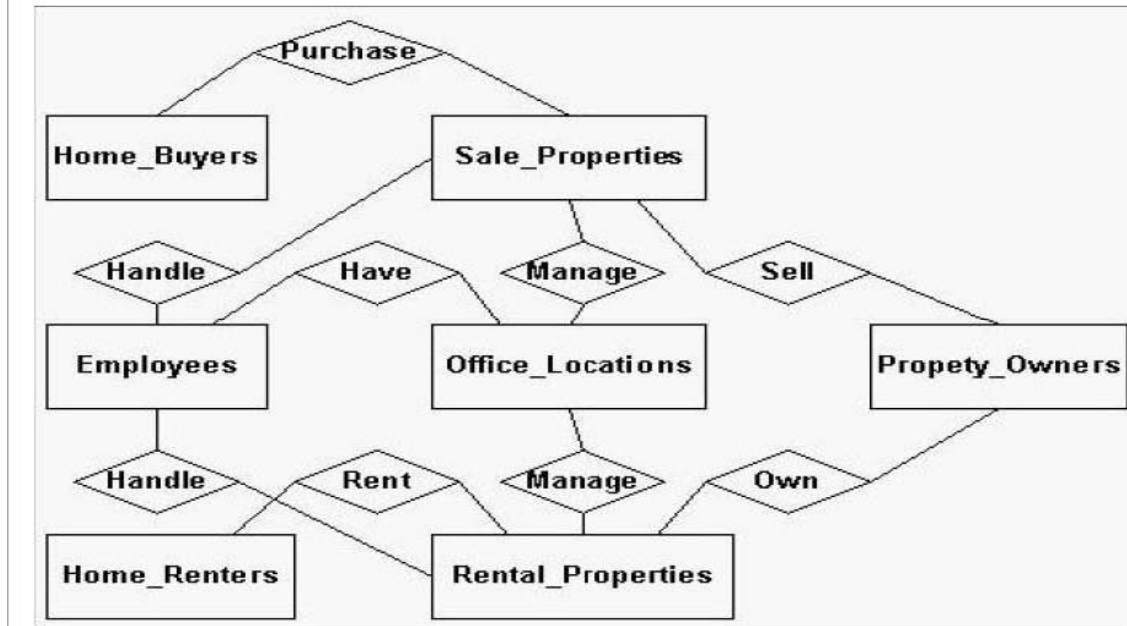 Purchase
Home_Buyers
Sale_Properties
Handle
Have
Manage
Sell
Employees
Office_Locations
Propety_Owners
Handle
Rent
Manage
Own
Home_Renters
Rental_Properties